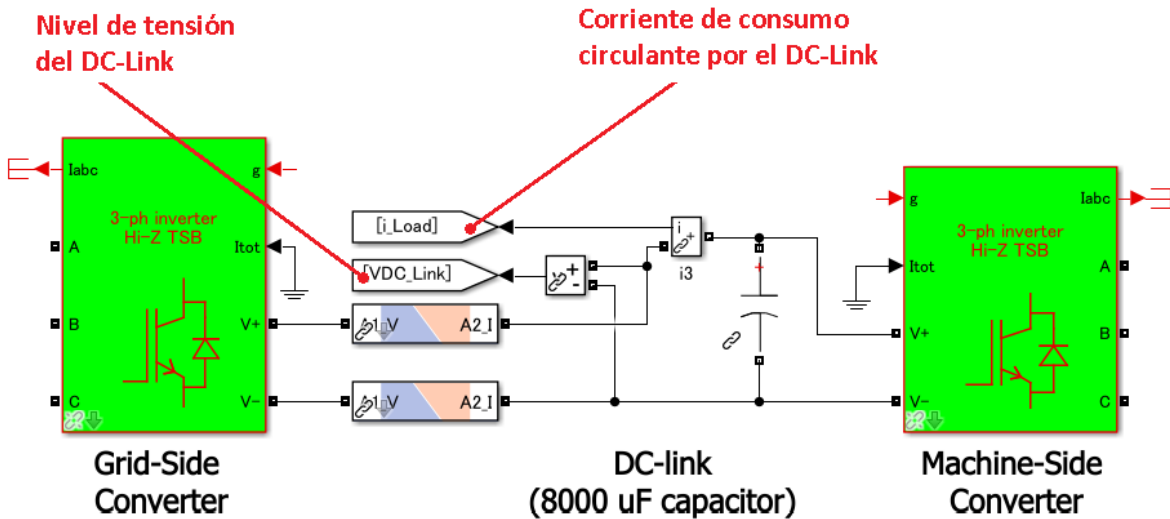 Nivel de tensión
del DC-Link
Corriente de consumo
circulante por el DC-Link
Iabc
g
3-ph inverter
Hi-Z TSB
A
Itot
B
V+
C
V-
[i_Load]
[VDC_Link]
i
+
i3
+
-
A1_V
A2_I
A1_V
A2_I
+
g
Iabc
3-ph inverter
Hi-Z TSB
Itot
A
V+
B
V-
C
Grid-Side
Converter
DC-link
(8000 uF capacitor)
Machine-Side
Converter